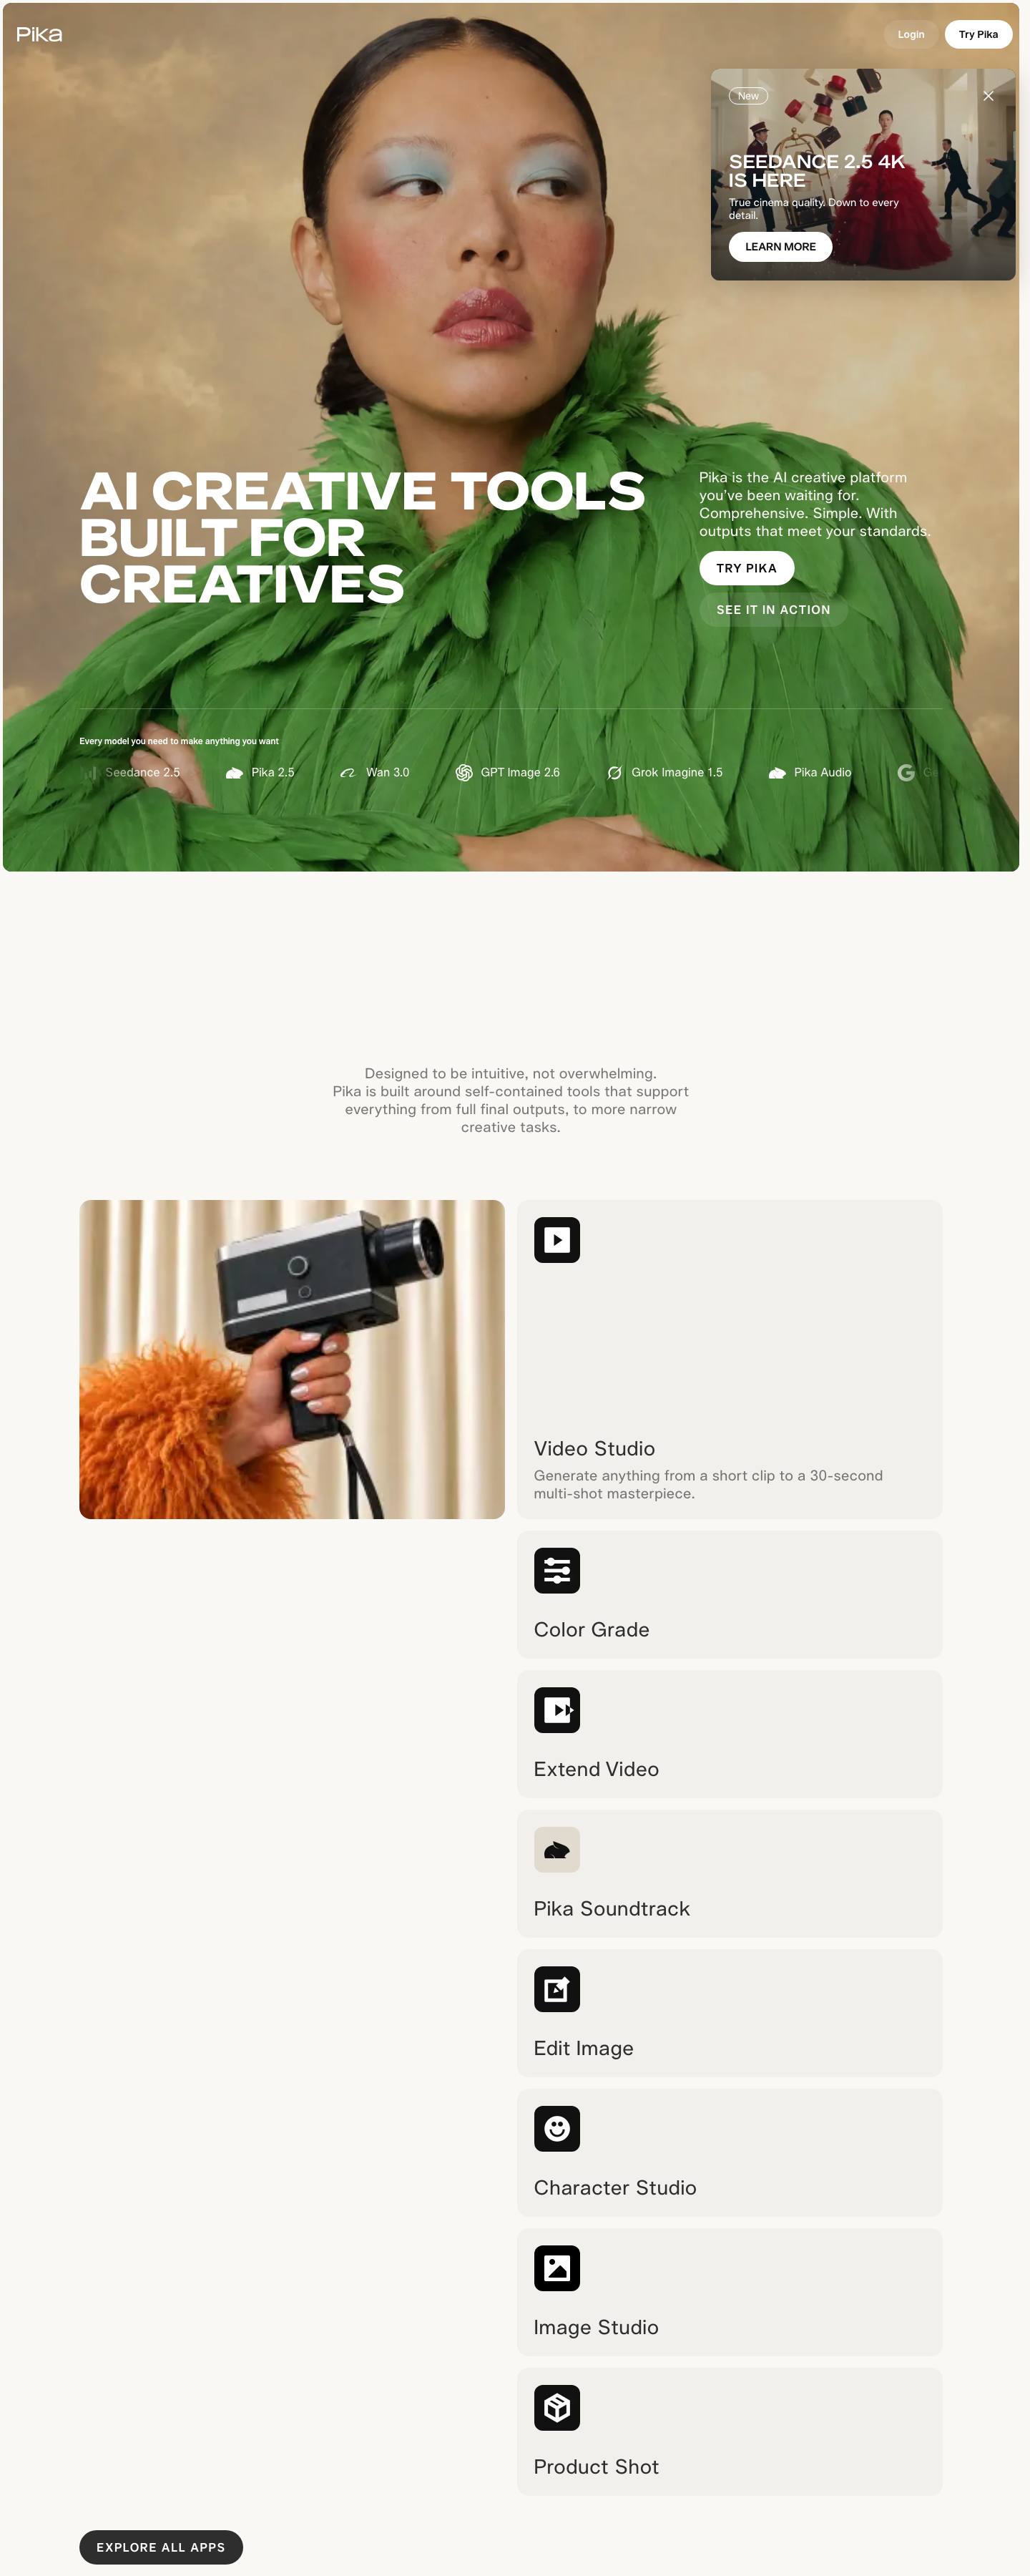 Pika
Login
Try Pika
New
SEEDANCE 2.5 4K
IS HERE
True cinema quality. Down to every
detail.
LEARN MORE
AI CREATIVE TOOLS
BUILT FOR
CREATIVES
Pika is the AI creative platform
you've been waiting for.
Comprehensive. Simple. With
outputs that meet your standards.
TRY PIKA
SEE IT IN ACTION
Every model you need to make anything you want
Seedance 2.5
Pika 2.5
Wan 3.0
GPT Image 2.6
Grok Imagine 1.5
Pika Audio
Designed to be intuitive, not overwhelming.
Pika is built around self-contained tools that support
everything from full final outputs, to more narrow
creative tasks.
Video Studio
Generate anything from a short clip to a 30-second
multi-shot masterpiece.
Color Grade
Extend Video
Pika Soundtrack
Edit Image
Character Studio
Image Studio
Product Shot
EXPLORE ALL APPS